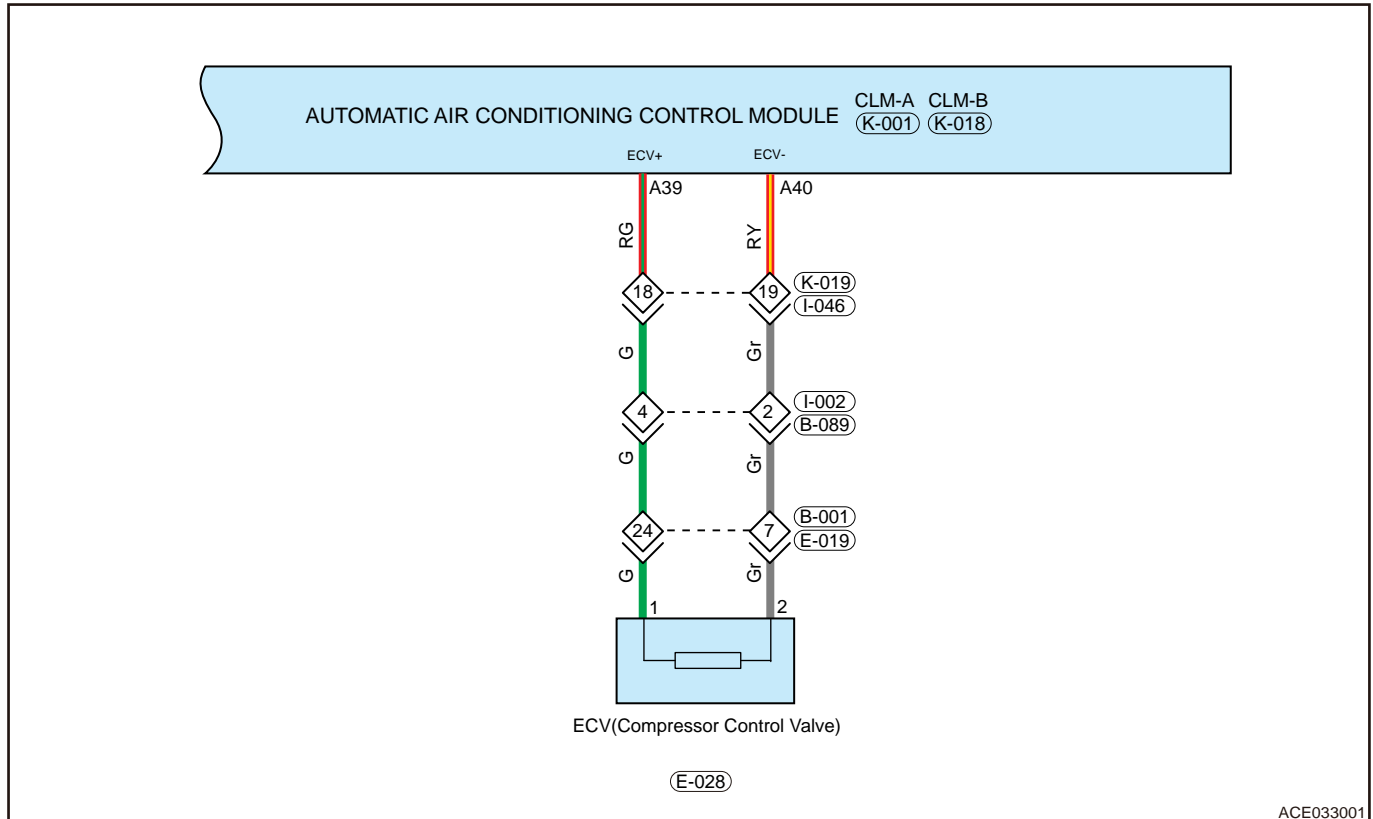 AUTOMATIC AIR CONDITIONING CONTROL MODULE
CLM-A CLM-B
K-001 K-018
ECV+ ECV-
A39 A40
RG RY
18 19 K-019
I-046
G Gr
4 2 I-002
B-089
G Gr
24 7 B-001
E-019
G Gr
1 2
ECV(Compressor Control Valve)
E-028
ACE033001